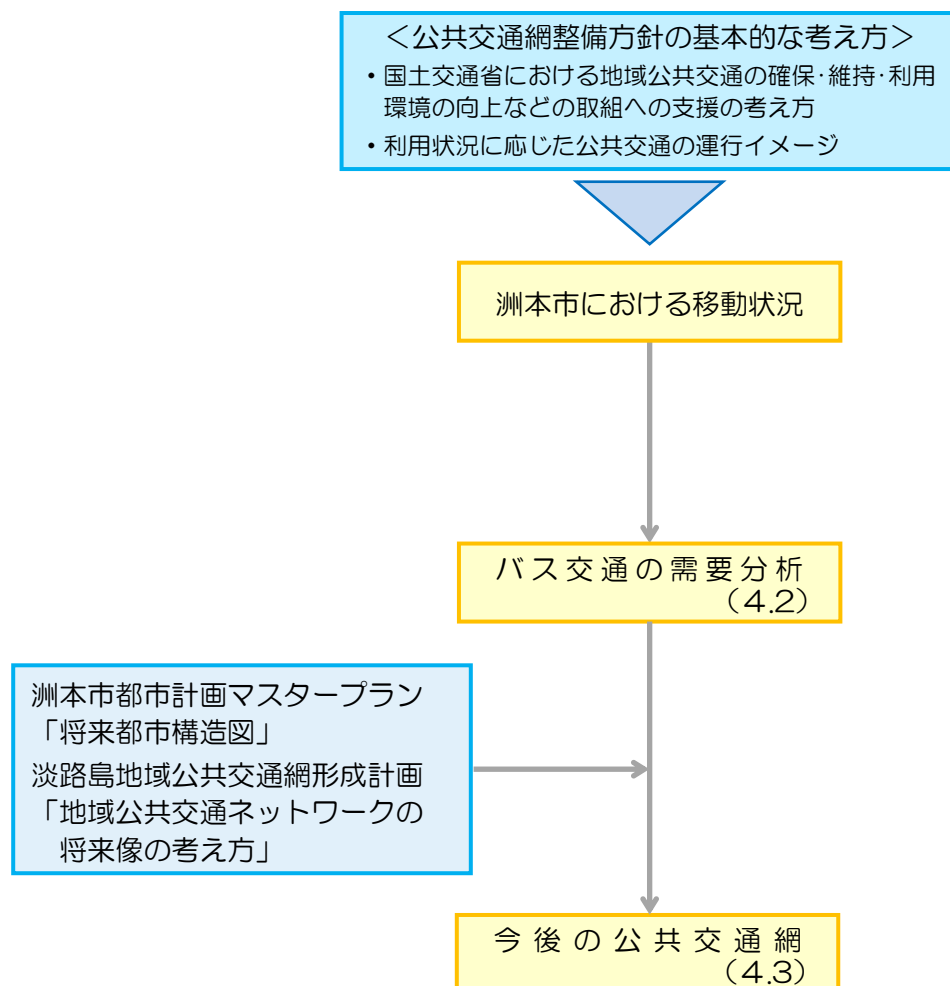 ＜公共交通網整備方針の基本的な考え方＞
・国土交通省における地域公共交通の確保･維持･利用
環境の向上などの取組への支援の考え方
・利用状況に応じた公共交通の運行イメージ
洲本市における移動状況
バス交通の需要分析
（4.2）
洲本市都市計画マスタープラン
「将来都市構造図」
淡路島地域公共交通網形成計画
「地域公共交通ネットワークの
将来像の考え方」
今後の公共交通網
（4.3）